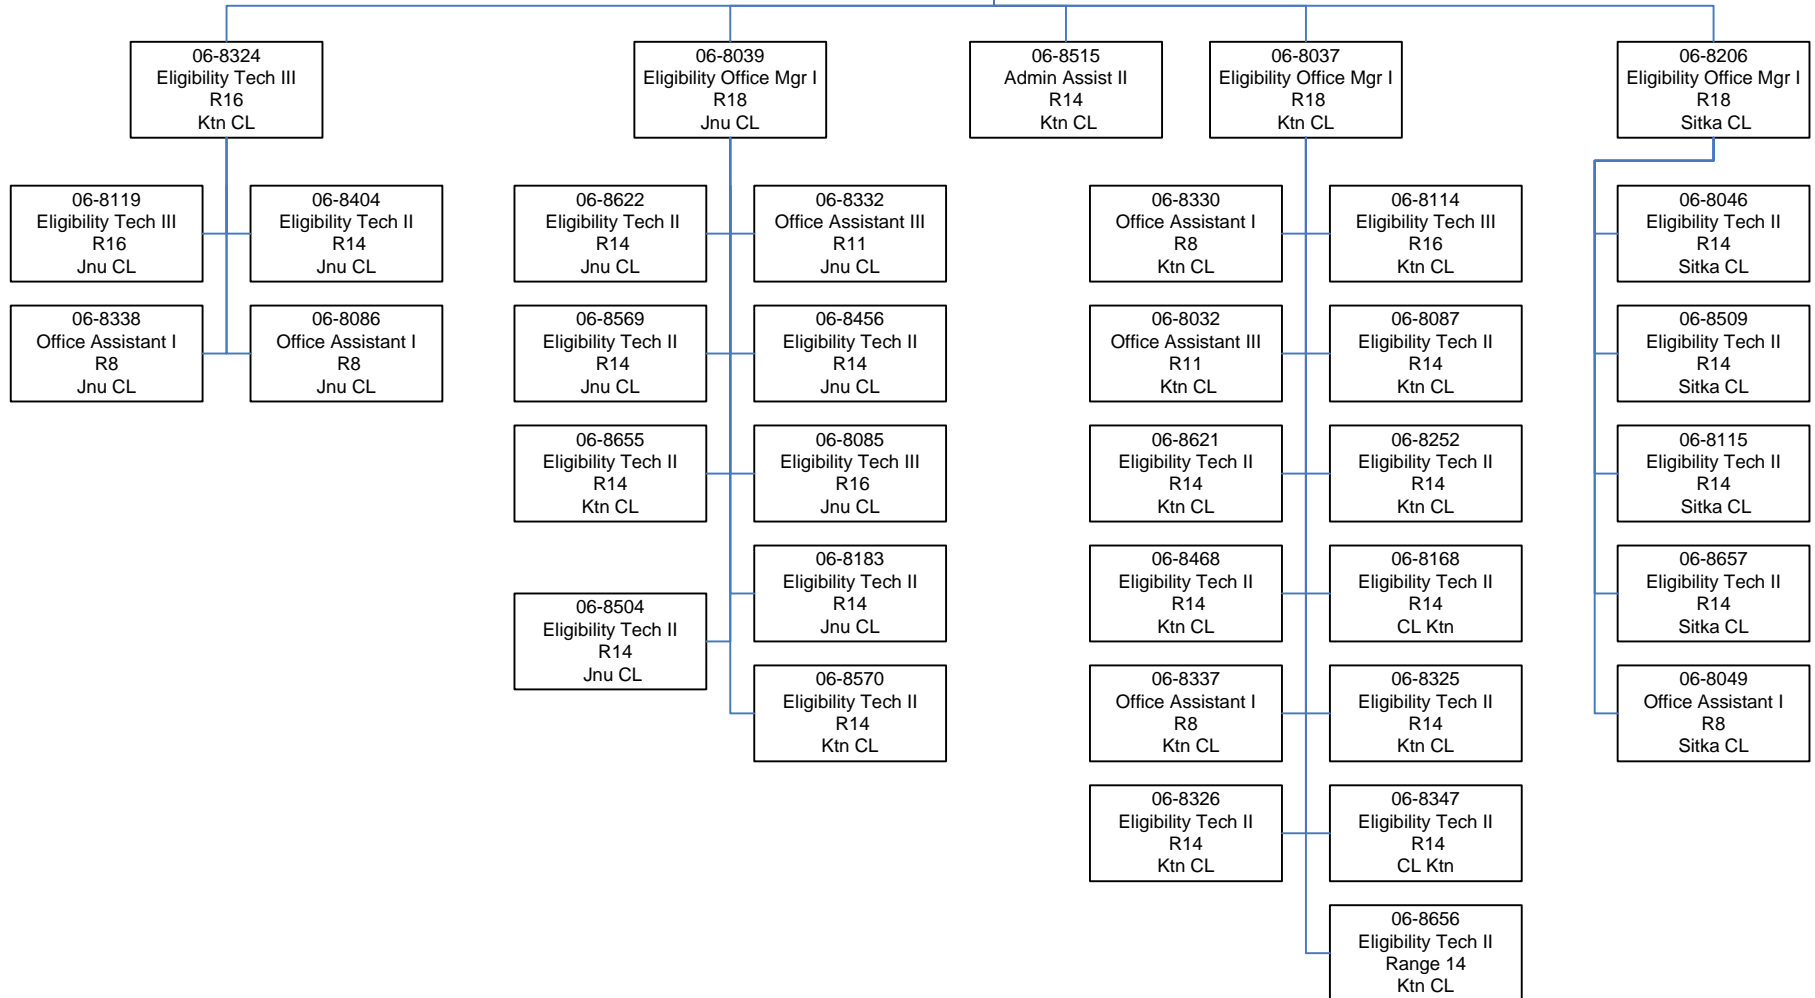 06-8324
Eligibility Tech III
R16
Ktn CL
06-8039
Eligibility Office Mgr I
R18
Jnu CL
06-8515
Admin Assist II
R14
Ktn CL
06-8037
Eligibility Office Mgr I
R18
Ktn CL
06-8206
Eligibility Office Mgr I
R18
Sitka CL
06-8119
Eligibility Tech III
R16
Jnu CL
06-8404
Eligibility Tech II
R14
Jnu CL
06-8338
Office Assistant I
R8
Jnu CL
06-8086
Office Assistant I
R8
Jnu CL
06-8622
Eligibility Tech II
R14
Jnu CL
06-8332
Office Assistant III
R11
Jnu CL
06-8569
Eligibility Tech II
R14
Jnu CL
06-8456
Eligibility Tech II
R14
Jnu CL
06-8655
Eligibility Tech II
R14
Ktn CL
06-8085
Eligibility Tech III
R16
Jnu CL
06-8183
Eligibility Tech II
R14
Jnu CL
06-8504
Eligibility Tech II
R14
Jnu CL
06-8570
Eligibility Tech II
R14
Ktn CL
06-8330
Office Assistant I
R8
Ktn CL
06-8114
Eligibility Tech III
R16
Ktn CL
06-8032
Office Assistant III
R11
Ktn CL
06-8087
Eligibility Tech II
R14
Ktn CL
06-8621
Eligibility Tech II
R14
Ktn CL
06-8252
Eligibility Tech II
R14
Ktn CL
06-8468
Eligibility Tech II
R14
Ktn CL
06-8168
Eligibility Tech II
R14
CL Ktn
06-8337
Office Assistant I
R8
Ktn CL
06-8325
Eligibility Tech II
R14
Ktn CL
06-8326
Eligibility Tech II
R14
Ktn CL
06-8347
Eligibility Tech II
R14
CL Ktn
06-8656
Eligibility Tech II
Range 14
Ktn CL
06-8046
Eligibility Tech II
R14
Sitka CL
06-8509
Eligibility Tech II
R14
Sitka CL
06-8115
Eligibility Tech II
R14
Sitka CL
06-8657
Eligibility Tech II
R14
Sitka CL
06-8049
Office Assistant I
R8
Sitka CL